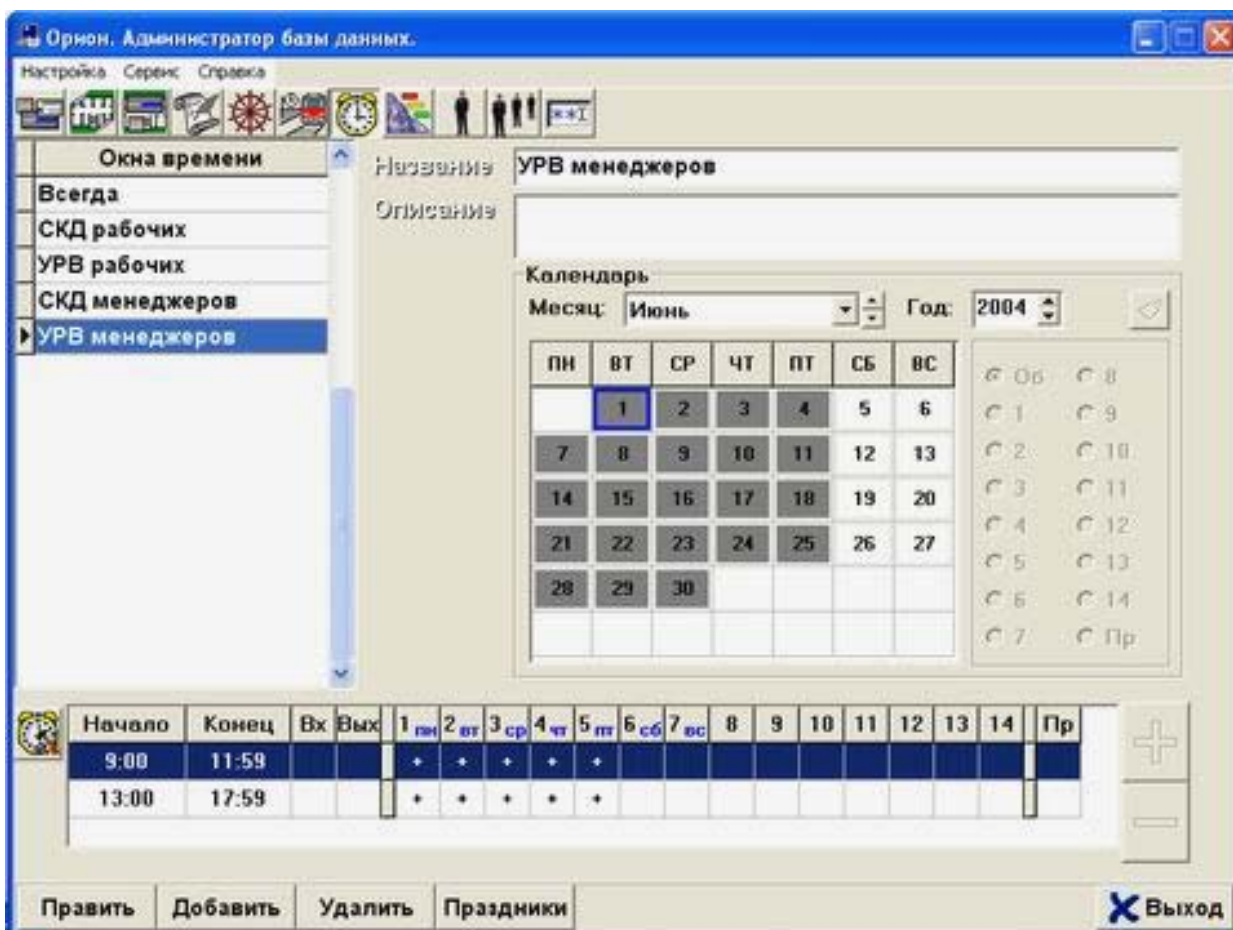 Орион. Администратор базы данных.
Настройка Сервис Справка
Окна времени
Всегда
СКД рабочих
УРВ рабочих
СКД менеджеров
УРВ менеджеров
Название УРВ менеджеров
Описание
Календарь
Месяц: Июнь Год: 2004
ПН ВТ СР ЧТ ПТ СБ ВС
1 2 3 4 5 6
7 8 9 10 11 12 13
14 15 16 17 18 19 20
21 22 23 24 25 26 27
28 29 30
Об 8
1 9
2 10
3 11
4 12
5 13
6 14
7 Пр
Начало Конец Вх Вых 1 пн 2 вт 3 ср 4 чт 5 пт 6 сб 7 вс 8 9 10 11 12 13 14 Пр
9:00 11:59 + + + + +
13:00 17:59 + + + + +
Править Добавить Удалить Праздники Выход